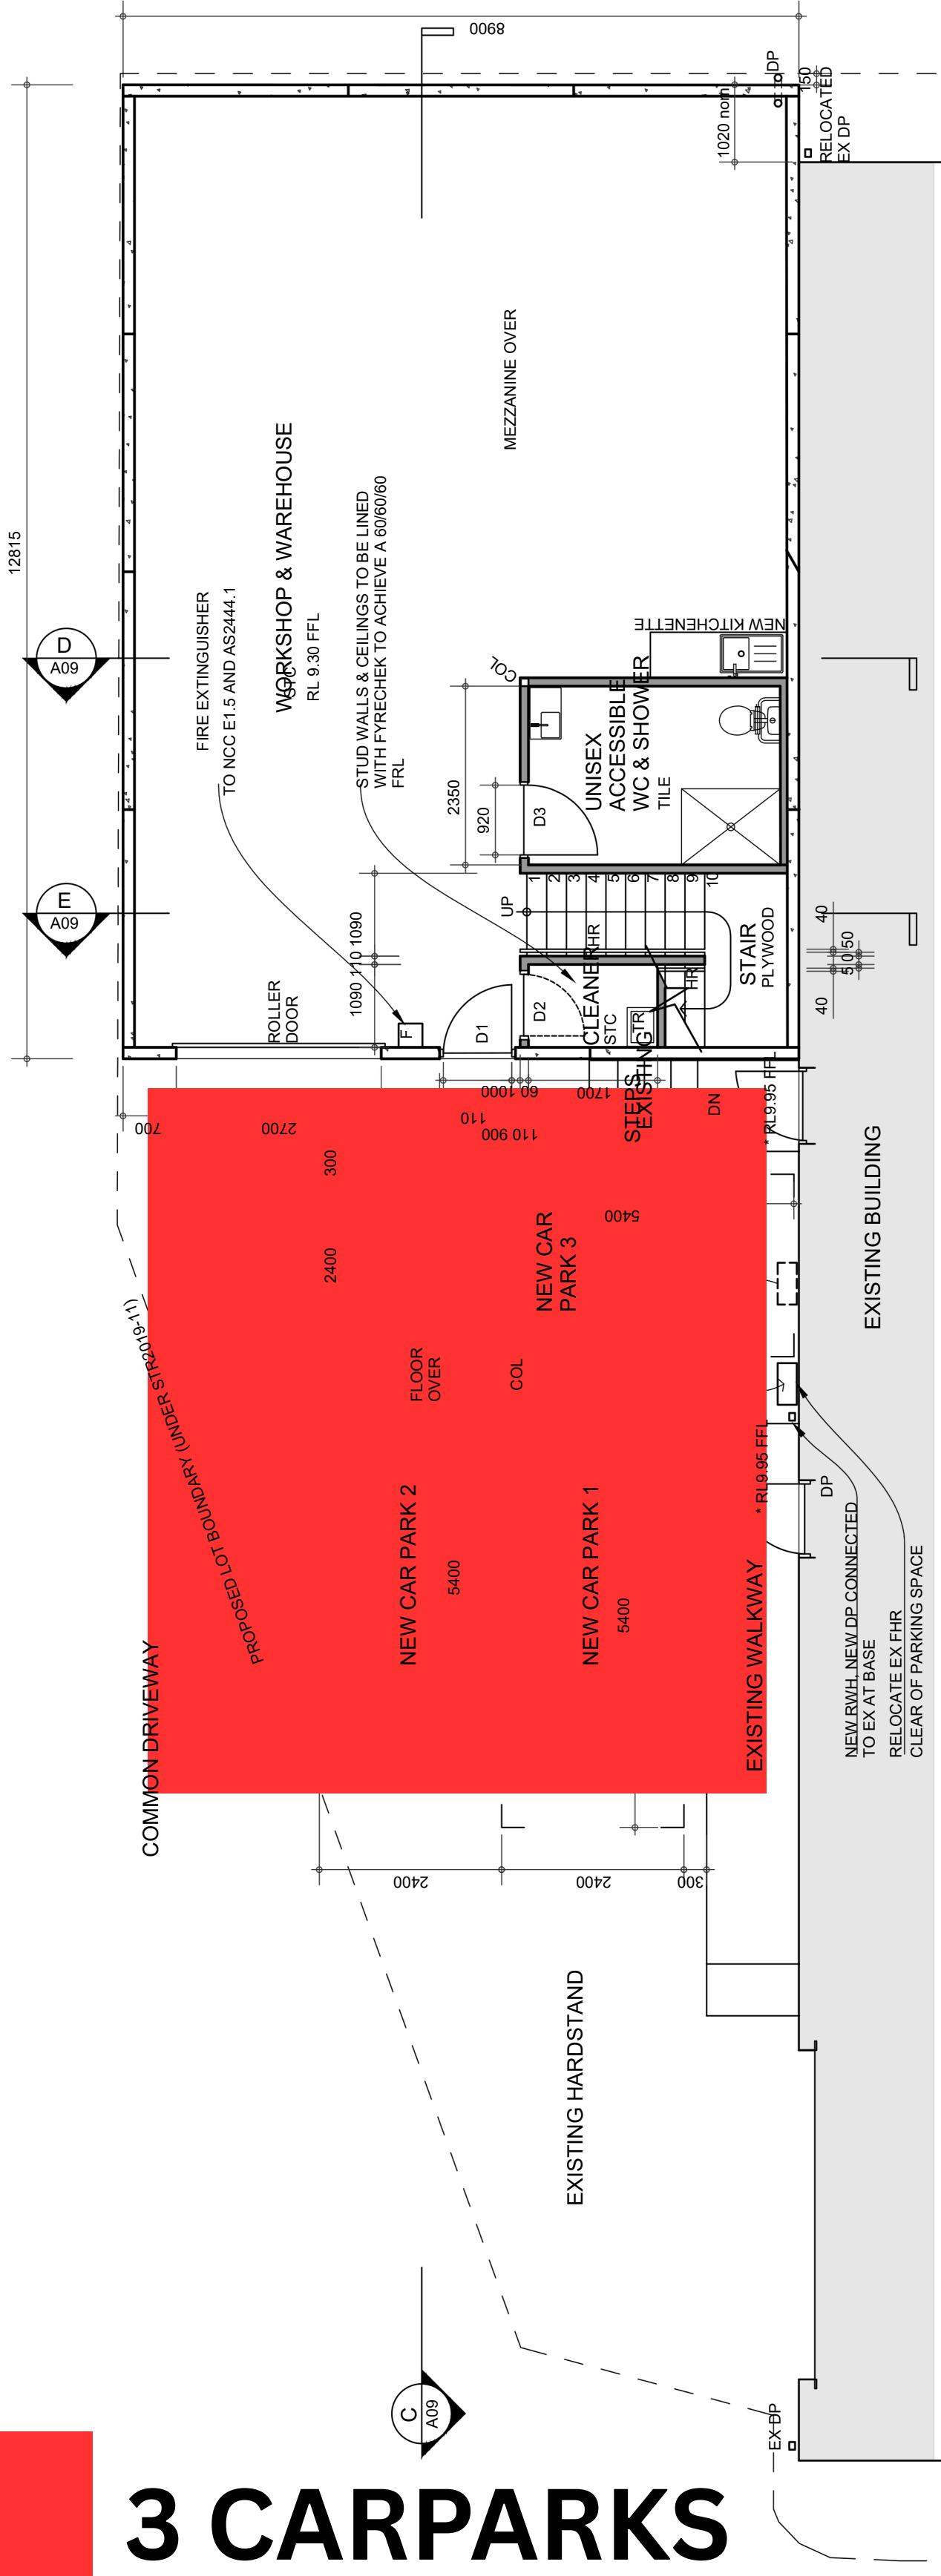 8900
DP
150
RELOCATED
EX DP
1020 nom
12815
MEZZANINE OVER
WORKSHOP & WAREHOUSE
STC
RL 9.30 FFL
FIRE EXTINGUISHER
TO NCC E1.5 AND AS2444.1
STUD WALLS & CEILINGS TO BE LINED
WITH FYRECHEK TO ACHIEVE A 60/60/60
FRL
D
A09
NEW KITCHENETTE
COL
UNISEX
ACCESSIBLE
WC & SHOWER
TILE
2350
920
D3
E
A09
UP
1
2
3
4
5
6
7
8
9
10
HR
STAIR
PLYWOOD
40
5 0 50
40
1090 110 1090
ROLLER
DOOR
F
D1
D2
CLEANER
STC
TR
HR
EXISTING
STEPS
DN
* RL9.95 FFL
700
2700
110
60 1000
110 900 110
1700
300
2400
5400
NEW CAR
PARK 3
EXISTING BUILDING
FLOOR
OVER
COL
PROPOSED LOT BOUNDARY (UNDER STR2019-11)
NEW CAR PARK 2
5400
NEW CAR PARK 1
5400
* RL9.95 FFL
DP
COMMON DRIVEWAY
EXISTING WALKWAY
NEW RWH, NEW DP CONNECTED
TO EX AT BASE
RELOCATE EX FHR
CLEAR OF PARKING SPACE
2400
2400
300
EXISTING HARDSTAND
C
A09
EX DP
3 CARPARKS